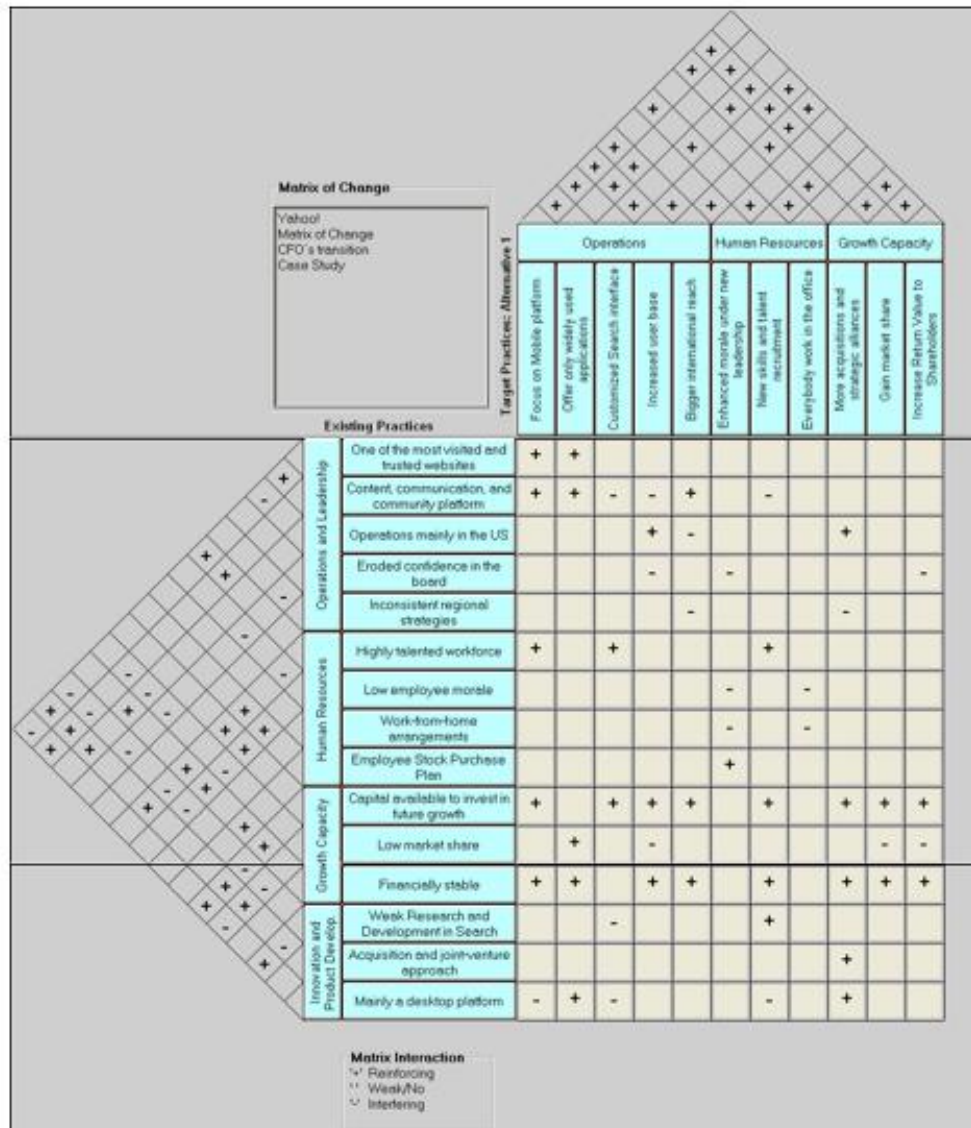 Matrix of Change
Yahoo!
Matrix of Change
CFO's transition
Case Study
Target Practices: Alternative 1
Operations
Human Resources
Growth Capacity
Focus on Mobile platform
Offer only widely used
applications
Customized Search interface
Increased user base
Bigger international reach
Enhanced morale under new
leadership
New skills and talent
recruitment
Everybody work in the office
More acquisitions and
strategic alliances
Gain market share
Increase Return Value to
Shareholders
Existing Practices
Operations and Leadership
One of the most visited and
trusted websites
+ +
Content, communication, and
community platform
+ + - - + -
Operations mainly in the US
+ - +
Eroded confidence in the
board
- - -
Inconsistent regional
strategies
- -
Human Resources
Highly talented workforce
+ + +
Low employee morale
- -
Work-from-home
arrangements
- -
Employee Stock Purchase
Plan
+
Growth Capacity
Capital available to invest in
future growth
+ + + + + + + +
Low market share
+ - - -
Financially stable
+ + + + + + + +
Innovation and
Product Develop.
Weak Research and
Development in Search
- +
Acquisition and joint-venture
approach
+
Mainly a desktop platform
- + - - +
Matrix Interaction
'+' Reinforcing
' ' Weak/No
'-' Interfering